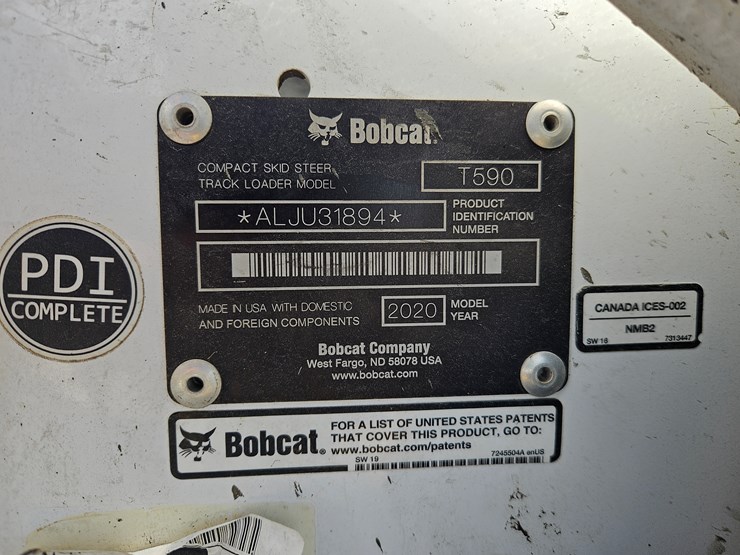 Bobcat®
COMPACT SKID STEER
TRACK LOADER MODEL
T590
*ALJU31894*
PRODUCT
IDENTIFICATION
NUMBER
MADE IN USA WITH DOMESTIC
AND FOREIGN COMPONENTS
2020
MODEL
YEAR
Bobcat Company
West Fargo, ND 58078 USA
www.bobcat.com
PDI
COMPLETE
CANADA ICES-002
NMB2
SW 18 7313447
Bobcat®
FOR A LIST OF UNITED STATES PATENTS
THAT COVER THIS PRODUCT, GO TO:
www.bobcat.com/patents
SW 19 7245504A enUS